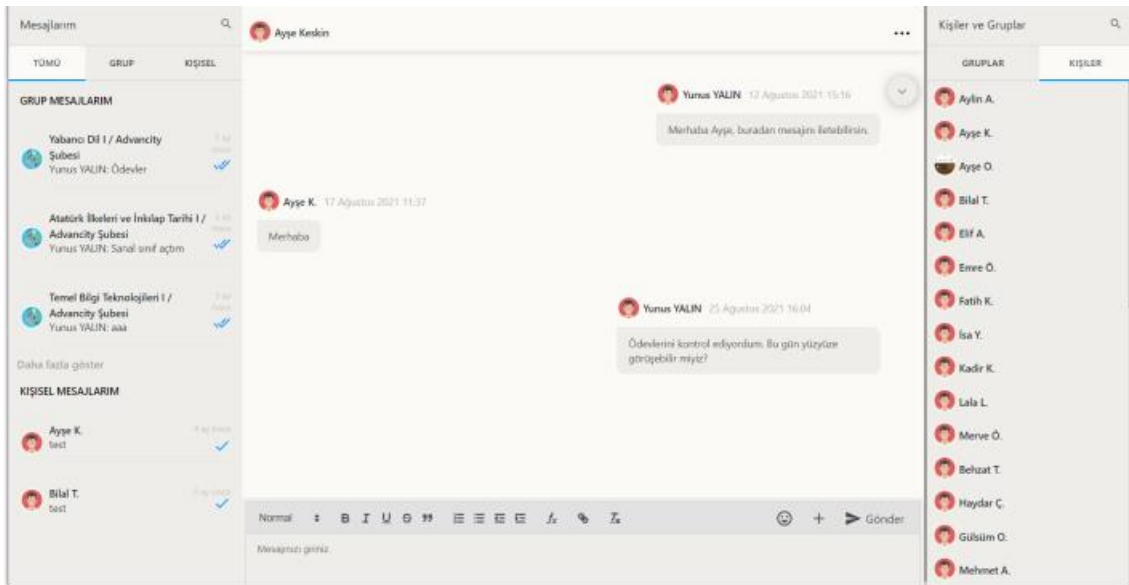 Mesajlarım
TÜMÜ
GRUP
KİŞİSEL
GRUP MESAJLARIM
Yabancı Dil I / Advancity
Şubesi
Yunus YALIN: Ödevler
Atatürk İlkeleri ve İnkılap Tarihi I /
Advancity Şubesi
Yunus YALIN: Sanal sınıf açtım
Temel Bilgi Teknolojileri I /
Advancity Şubesi
Yunus YALIN: aaa
Daha fazla göster
KİŞİSEL MESAJLARIM
Ayşe K.
test
Bilal T.
test
Ayşe Keskin
Yunus YALIN 12 Ağustos 2021 15:16
Merhaba Ayşe, buradan mesajını iletebilirsin.
Ayşe K. 17 Ağustos 2021 11:37
Merhaba
Yunus YALIN 25 Ağustos 2021 16:04
Ödevlerini kontrol ediyordum. Bu gün yüzyüze
görüşebilir miyiz?
Normal
Gönder
Mesajınızı giriniz.
Kişiler ve Gruplar
GRUPLAR
KİŞİLER
Aylin A.
Ayşe K.
Ayşe O.
Bilal T.
Elif A.
Emre Ö.
Fatih K.
İsa Y.
Kadir K.
Lala L.
Merve Ö.
Behzat T.
Haydar Ç.
Gülsüm O.
Mehmet A.